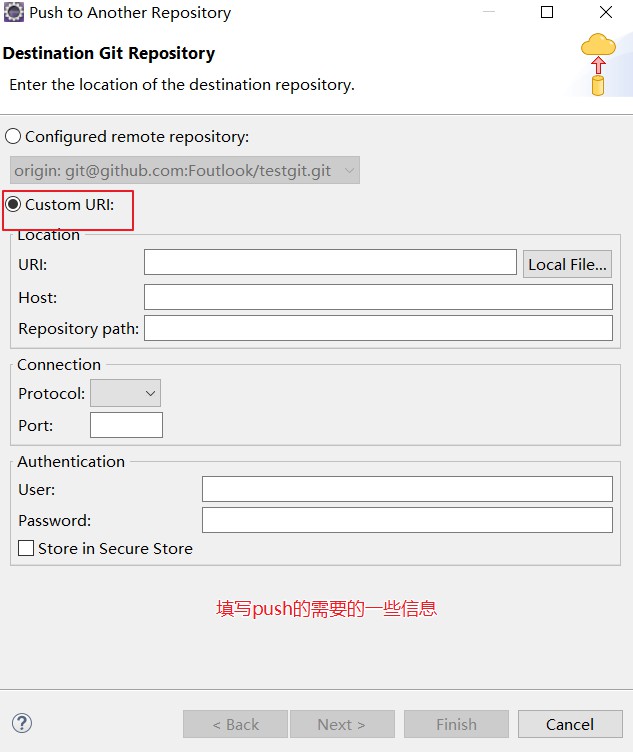 Push to Another Repository
Destination Git Repository
Enter the location of the destination repository.
Configured remote repository:
origin: git@github.com:Foutlook/testgit.git
Custom URI:
Location
URI:
Local File...
Host:
Repository path:
Connection
Protocol:
Port:
Authentication
User:
Password:
Store in Secure Store
填写push的需要的一些信息
?
< Back
Next >
Finish
Cancel